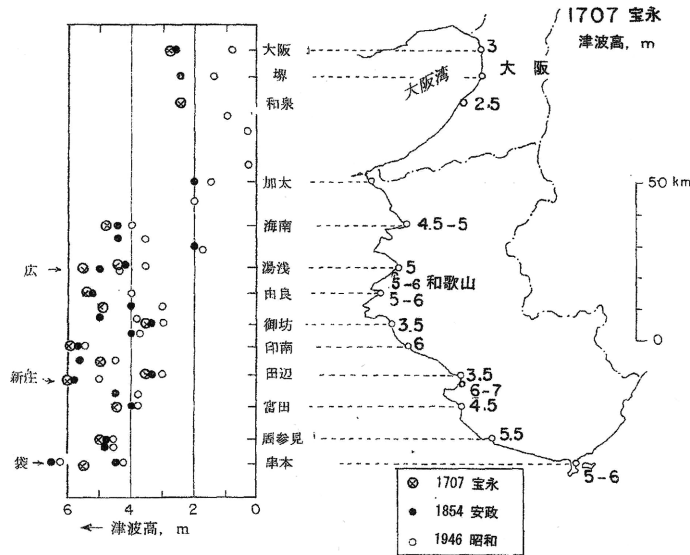 1707 宝永
津波高, m
大阪
堺
和泉
加太
海南
湯浅
由良
御坊
印南
田辺
富田
周参見
串本
広 →
新庄 →
袋 →
3
大阪
大阪湾
2.5
4.5-5
5
5-6 和歌山
5-6
3.5
6
3.5
6-7
4.5
5.5
5-6
50 km
0
6 4 2 0
← 津波高, m
⊗ 1707 宝永
● 1854 安政
○ 1946 昭和